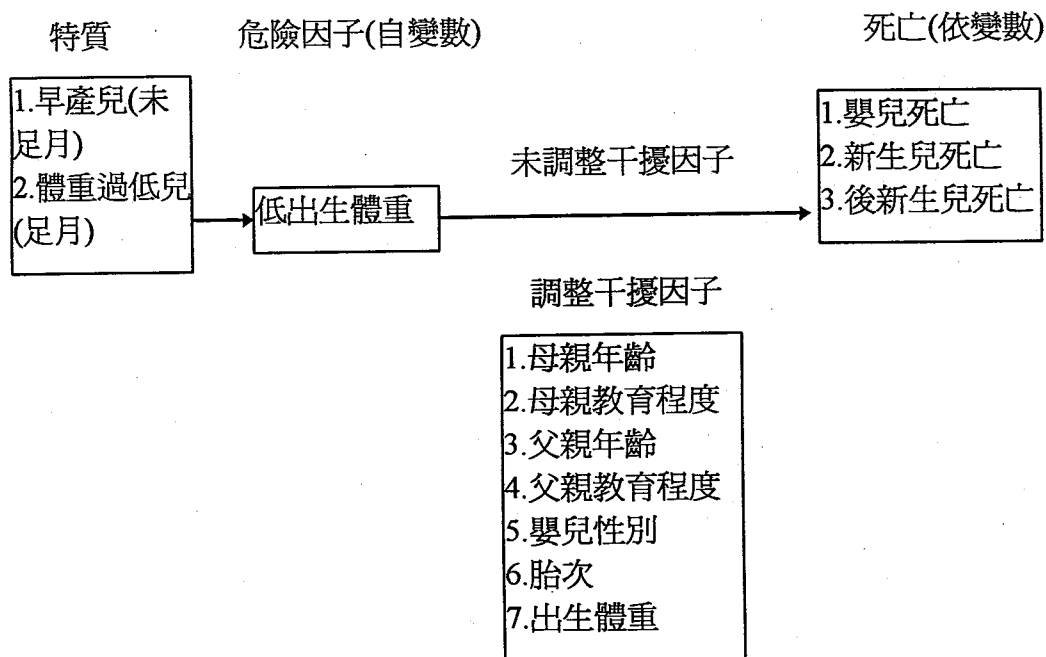 特質
危險因子(自變數)
死亡(依變數)
1.早產兒(未
足月)
2.體重過低兒
(足月)
低出生體重
未調整干擾因子
1.嬰兒死亡
2.新生兒死亡
3.後新生兒死亡
調整干擾因子
1.母親年齡
2.母親教育程度
3.父親年齡
4.父親教育程度
5.嬰兒性別
6.胎次
7.出生體重